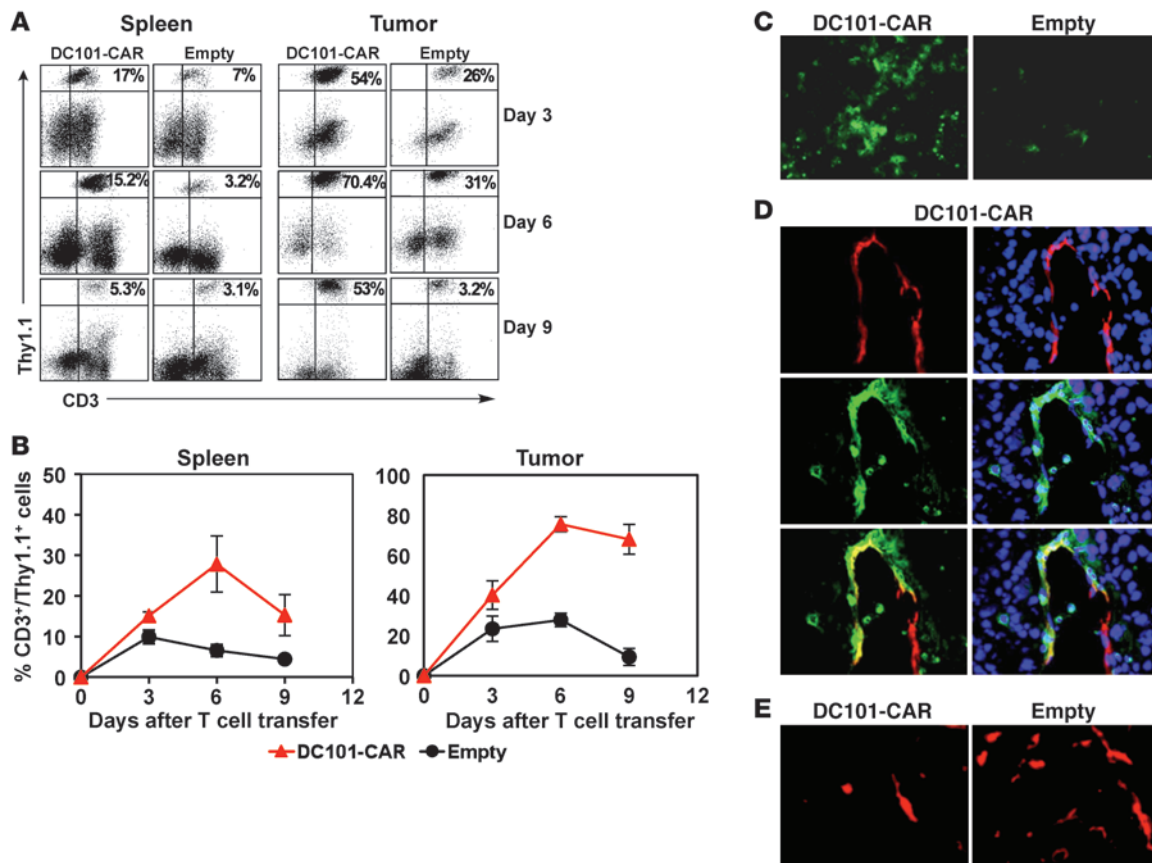 A
Spleen
Tumor
DC101-CAR
Empty
DC101-CAR
Empty
17%
7%
54%
26%
Day 3
15.2%
3.2%
70.4%
31%
Day 6
5.3%
3.1%
53%
3.2%
Day 9
Thy1.1
CD3
B
Spleen
Tumor
% CD3+/Thy1.1+ cells
50
40
30
20
10
0
0
3
6
9
12
Days after T cell transfer
100
80
60
40
20
0
0
3
6
9
12
Days after T cell transfer
DC101-CAR
Empty
C
DC101-CAR
Empty
D
DC101-CAR
E
DC101-CAR
Empty